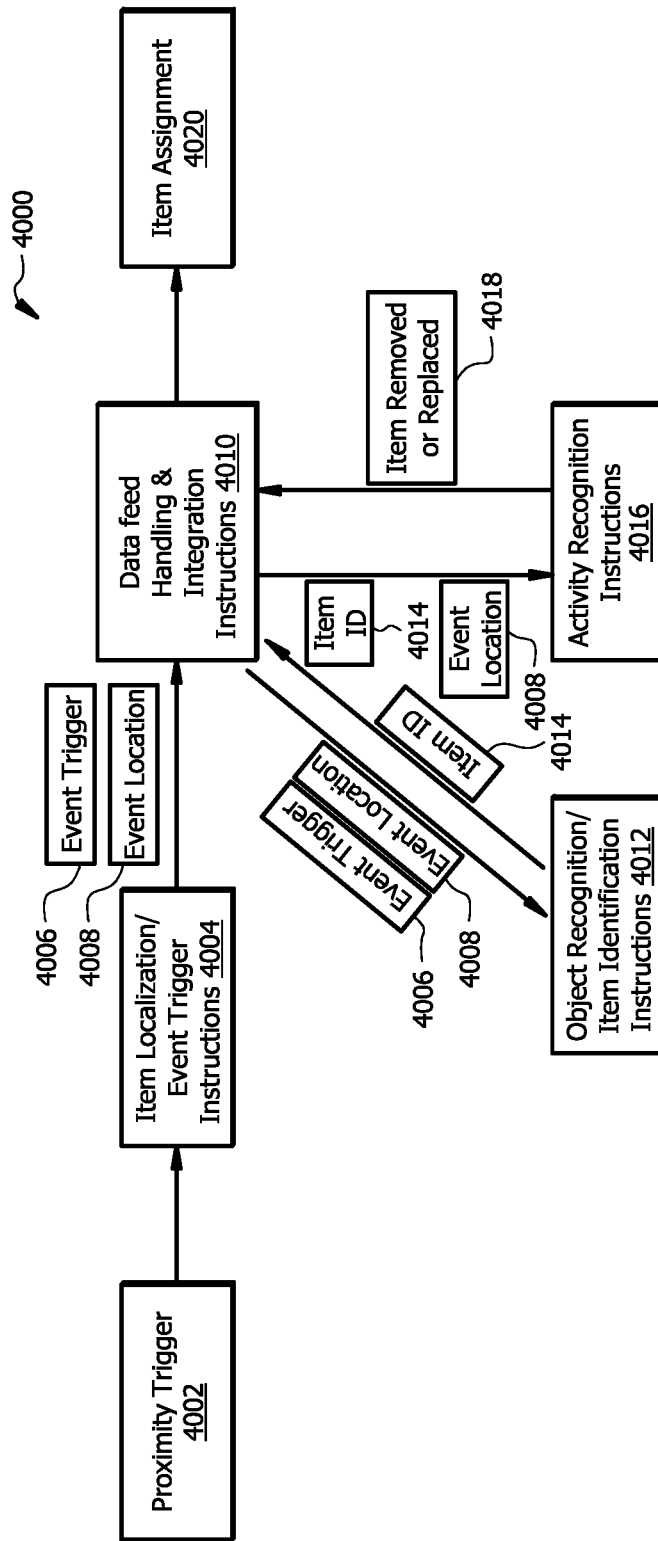 4000
Proximity Trigger
4002
Item Localization/
Event Trigger
Instructions 4004
4006
Event Trigger
4008
Event Location
Data feed
Handling &
Integration
Instructions 4010
Item Assignment
4020
4006
Event Trigger
4008
Event Location
Item ID
4014
Item
ID
4014
Event
Location
4008
Item Removed
or Replaced
4018
Object Recognition/
Item Identification
Instructions 4012
Activity Recognition
Instructions
4016